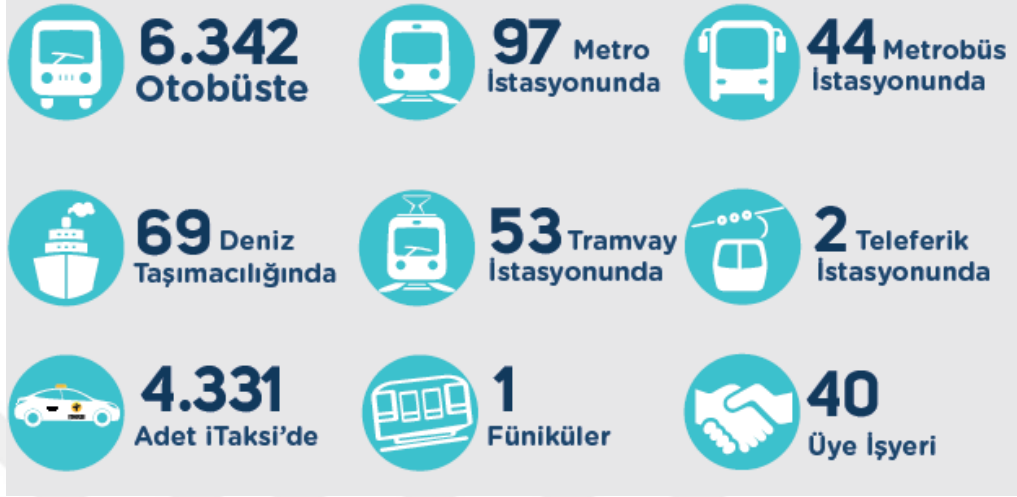 6.342
Otobüste
97 Metro
İstasyonunda
44 Metrobüs
İstasyonunda
69 Deniz
Taşımacılığında
53 Tramvay
İstasyonunda
2 Teleferik
İstasyonunda
4.331
Adet iTaksi'de
1
Füniküler
40
Üye İşyeri